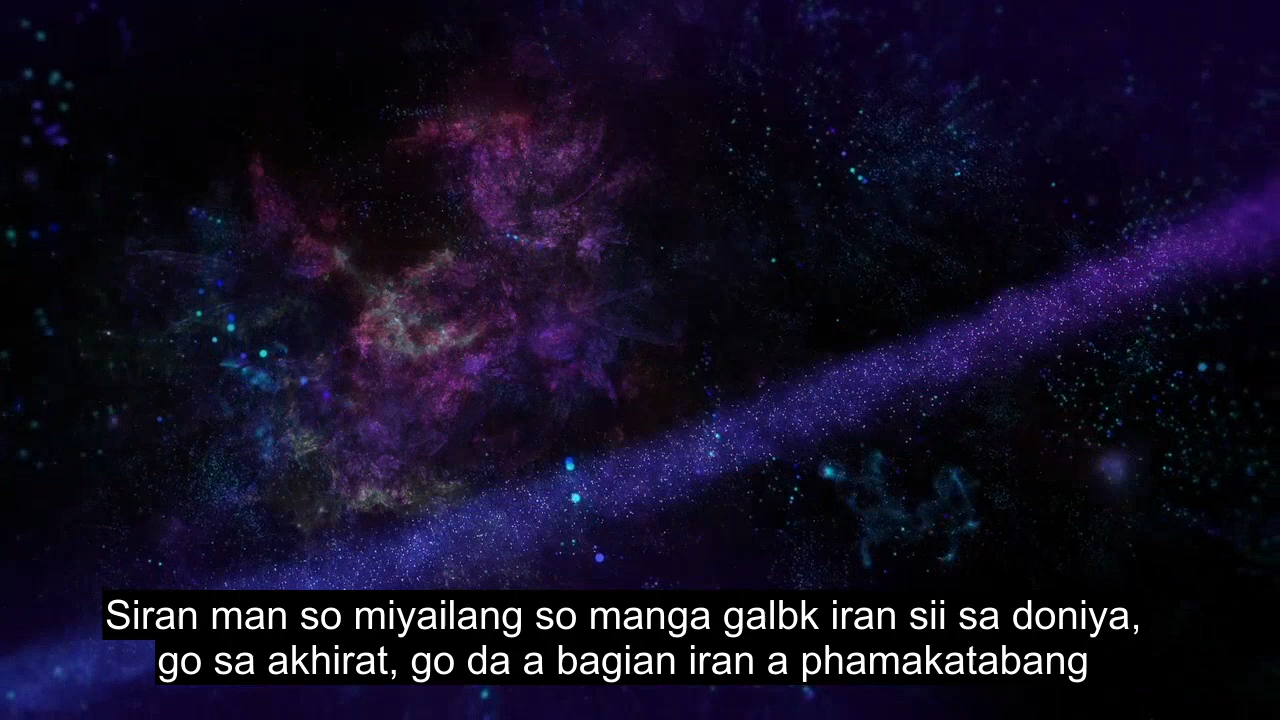 Siran man so miyailang so manga galbk iran sii sa doniya,
go sa akhirat, go da a bagian iran a phamakatabang